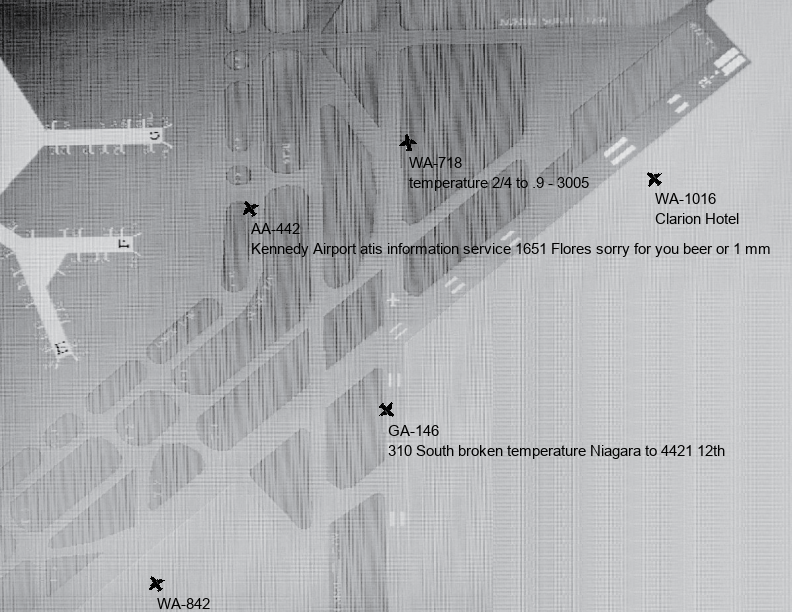 WA-718
temperature 2/4 to .9 - 3005
WA-1016
Clarion Hotel
AA-442
Kennedy Airport atis information service 1651 Flores sorry for you beer or 1 mm
GA-146
310 South broken temperature Niagara to 4421 12th
WA-842